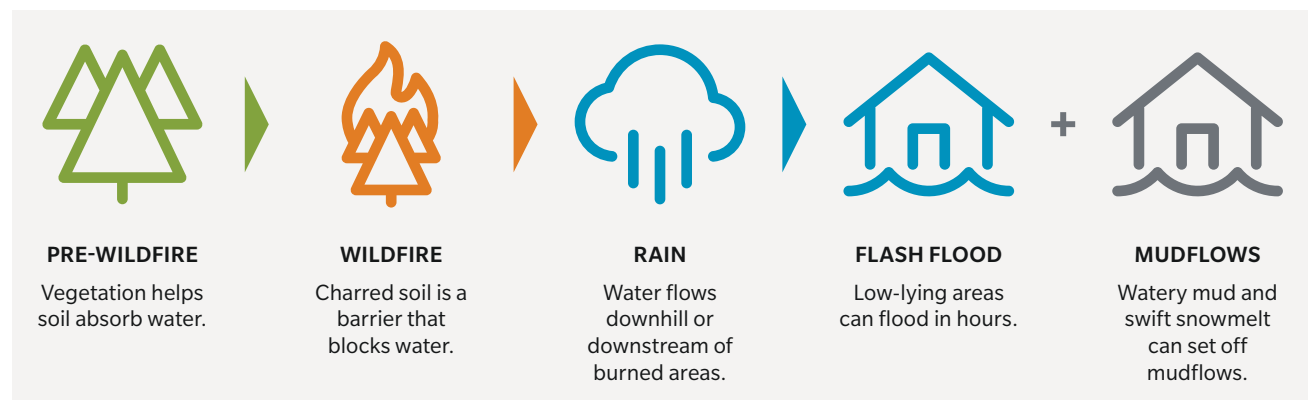 +
PRE-WILDFIRE
Vegetation helps
soil absorb water.
WILDFIRE
Charred soil is a
barrier that
blocks water.
RAIN
Water flows
downhill or
downstream of
burned areas.
FLASH FLOOD
Low-lying areas
can flood in hours.
MUDFLOWS
Watery mud and
swift snowmelt
can set off
mudflows.